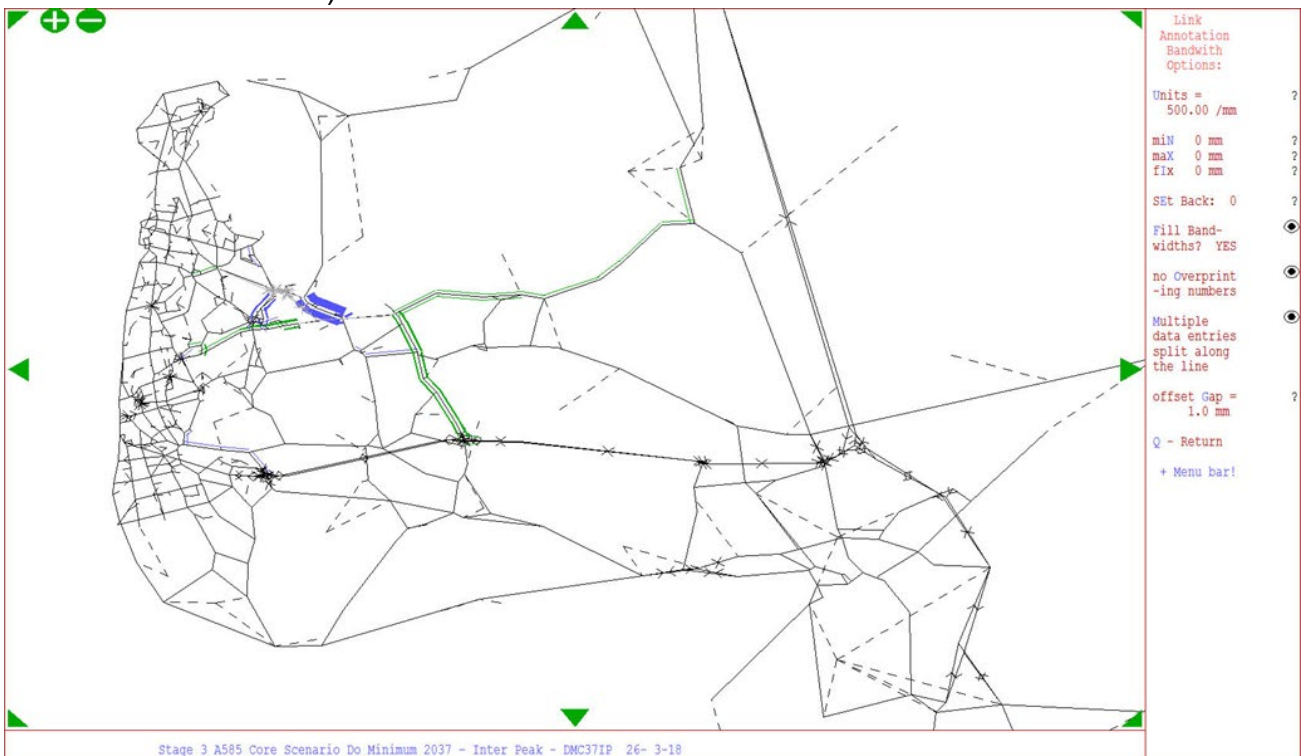 Link
Annotation
Bandwith
Options:
Units = ?
500.00 /mm
miN 0 mm ?
maX 0 mm ?
fIx 0 mm ?
SEt Back: 0 ?
Fill Band-
widths? YES
no Overprint
-ing numbers
Multiple
data entries
split along
the line
offset Gap = ?
1.0 mm
Q - Return
+ Menu bar!
Stage 3 A585 Core Scenario Do Minimum 2037 - Inter Peak - DMC37IP 26- 3-18